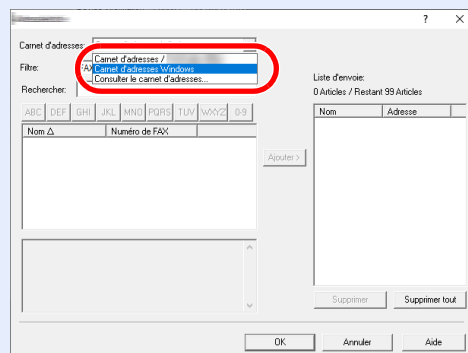 ? X
Carnet d'adresses:
Carnet d'adresses /
Carnet d'adresses Windows
Consulter le carnet d'adresses...
Filtre:
Rechercher:
Liste d'envoie:
0 Articles / Restant 99 Articles
ABC DEF GHI JKL MNO PQRS TUV WXYZ 0-9
Nom Δ Numéro de FAX
Nom Adresse
Ajouter >
Supprimer Supprimer tout
OK Annuler Aide